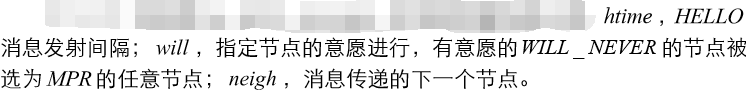 htime，HELLO
消息发射间隔；will，指定节点的意愿进行，有意愿的WILL_NEVER的节点被
选为MPR的任意节点；neigh，消息传递的下一个节点。